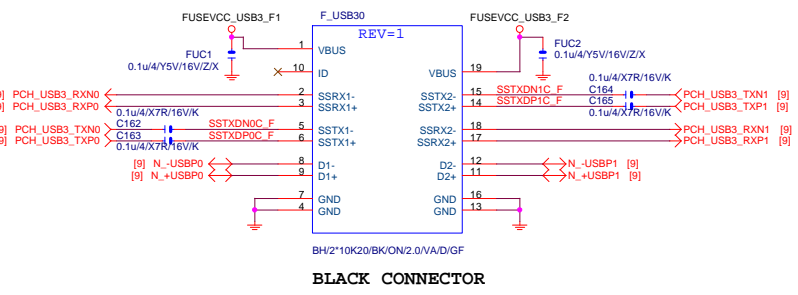 FUSEVCC_USB3_F1 F_USB30 FUSEVCC_USB3_F2
REV=1
1 VBUS
FUC1
0.1u/4/Y5V/16V/Z/X
FUC2
0.1u/4/Y5V/16V/Z/X
10 ID
VBUS 19
0.1u/4/X7R/16V/K
9] PCH_USB3_RXN0 2 SSRX1-
9] PCH_USB3_RXP0 3 SSRX1+
SSTX2- 15 SSTXDN1C_F C164 PCH_USB3_TXN1 [9]
SSTX2+ 14 SSTXDP1C_F C165 PCH_USB3_TXP1 [9]
0.1u/4/X7R/16V/K
0.1u/4/X7R/16V/K
9] PCH_USB3_TXN0 C162 SSTXDN0C_F 5 SSTX1-
9] PCH_USB3_TXP0 C163 SSTXDP0C_F 6 SSTX1+
0.1u/4/X7R/16V/K
SSRX2- 18 PCH_USB3_RXN1 [9]
SSRX2+ 17 PCH_USB3_RXP1 [9]
[9] N_-USBP0 8 D1-
[9] N_+USBP0 9 D1+
D2- 12 N_-USBP1 [9]
D2+ 11 N_+USBP1 [9]
7 GND
4 GND
GND 16
GND 13
BH/2*10K20/BK/ON/2.0/VA/D/GF
BLACK CONNECTOR